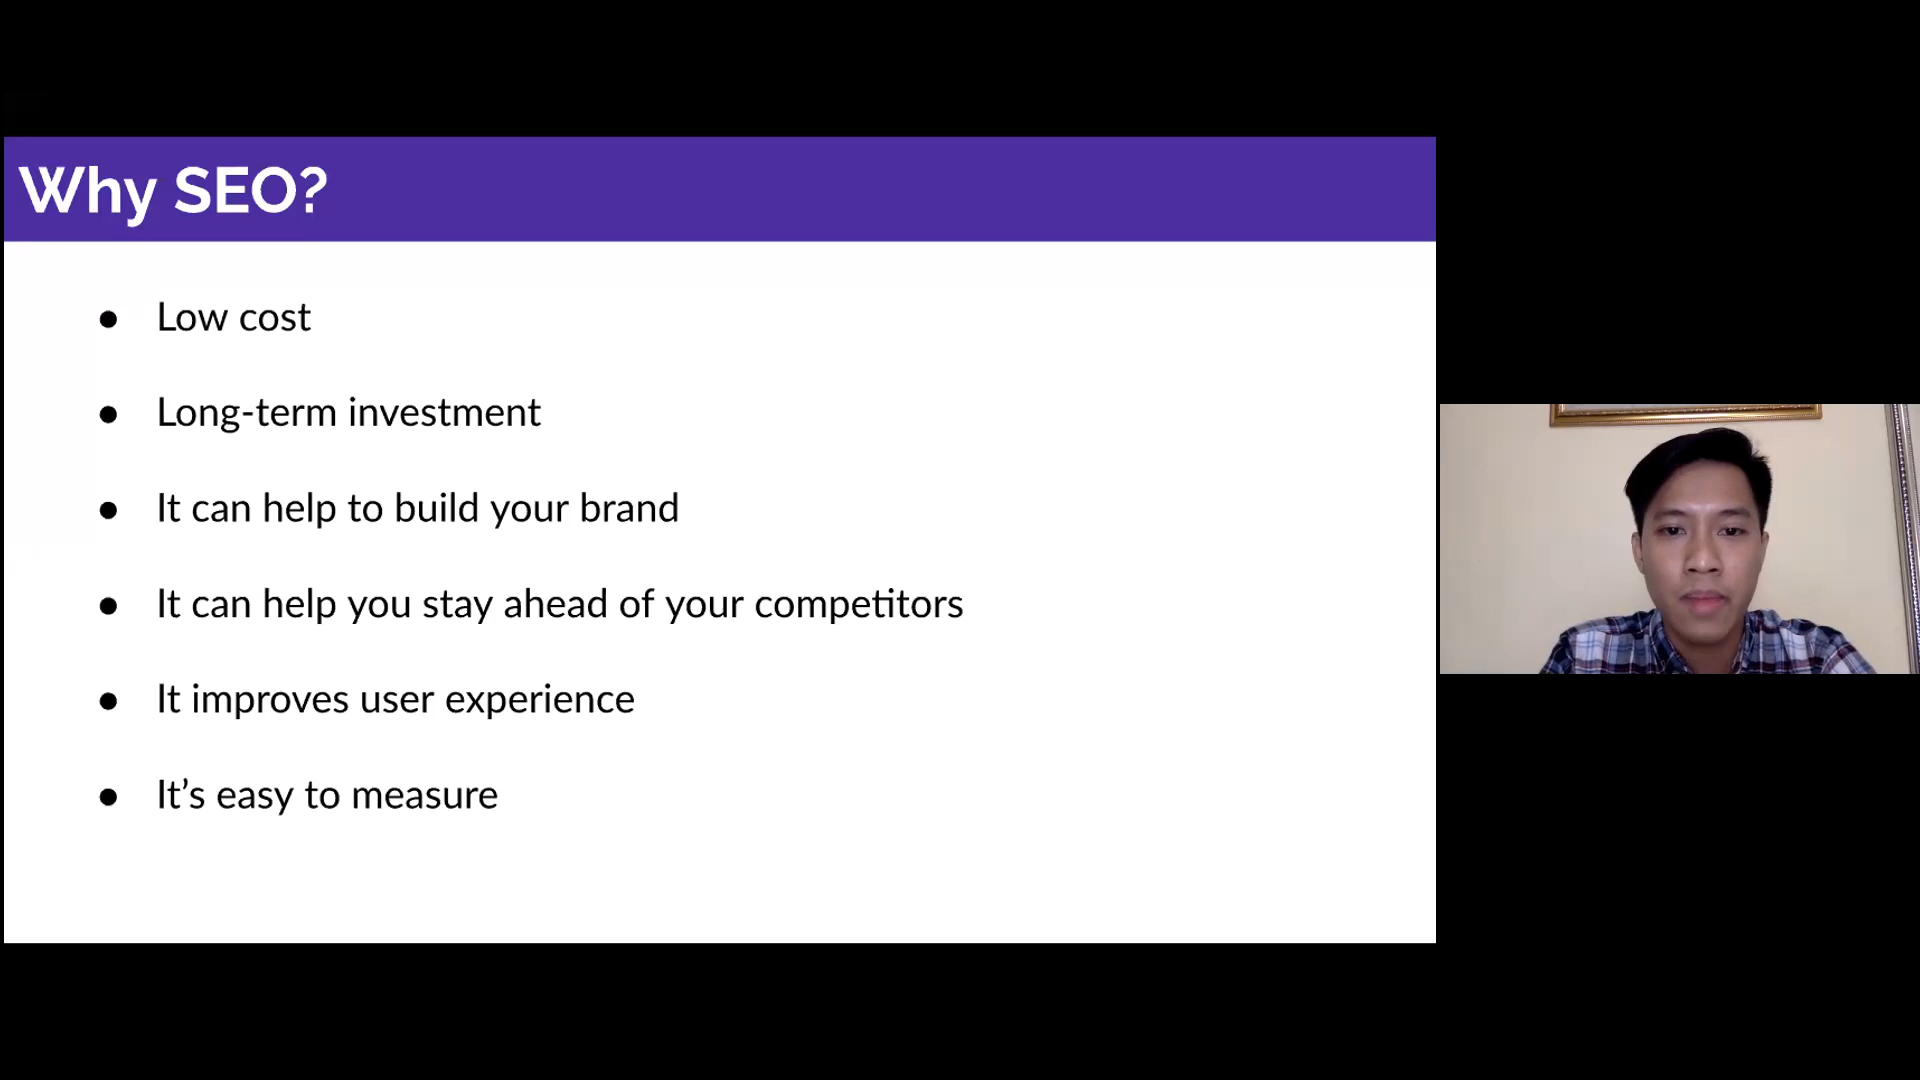 Why SEO?
● Low cost
● Long-term investment
● It can help to build your brand
● It can help you stay ahead of your competitors
● It improves user experience
● It’s easy to measure